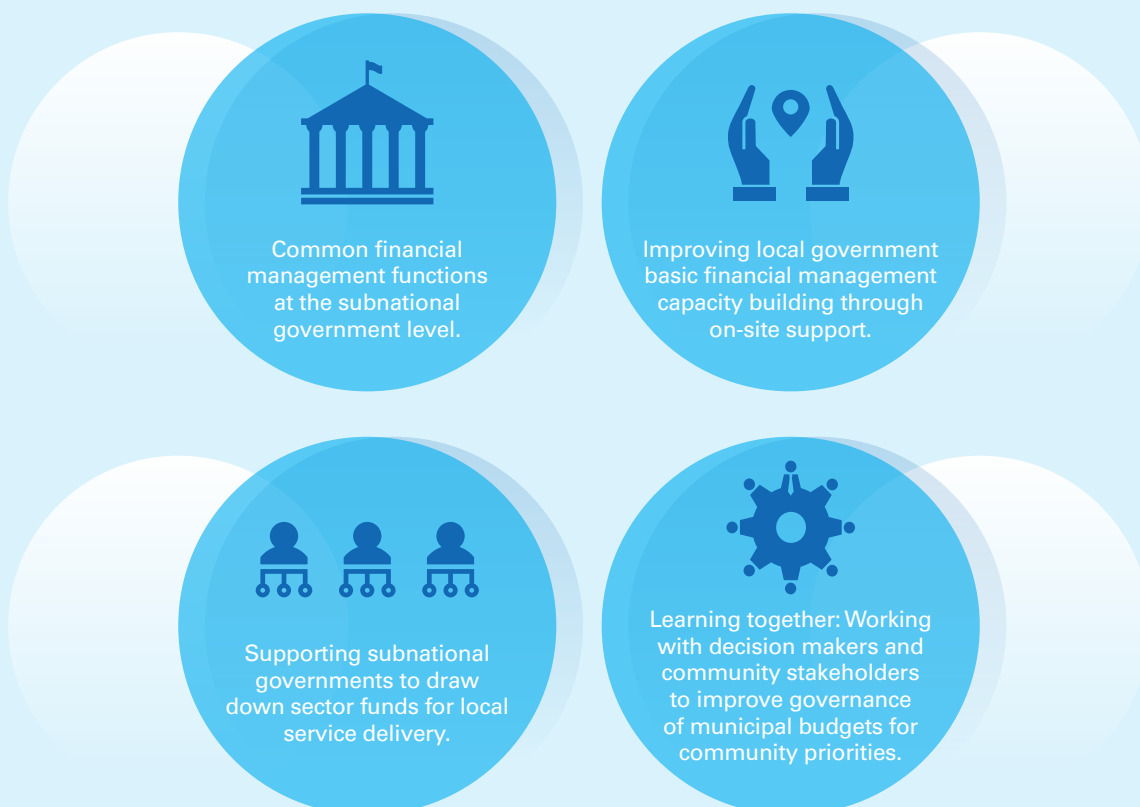 Common financial
management functions
at the subnational
government level.
Improving local government
basic financial management
capacity building through
on-site support.
Supporting subnational
governments to draw
down sector funds for local
service delivery.
Learning together: Working
with decision makers and
community stakeholders
to improve governance
of municipal budgets for
community priorities.